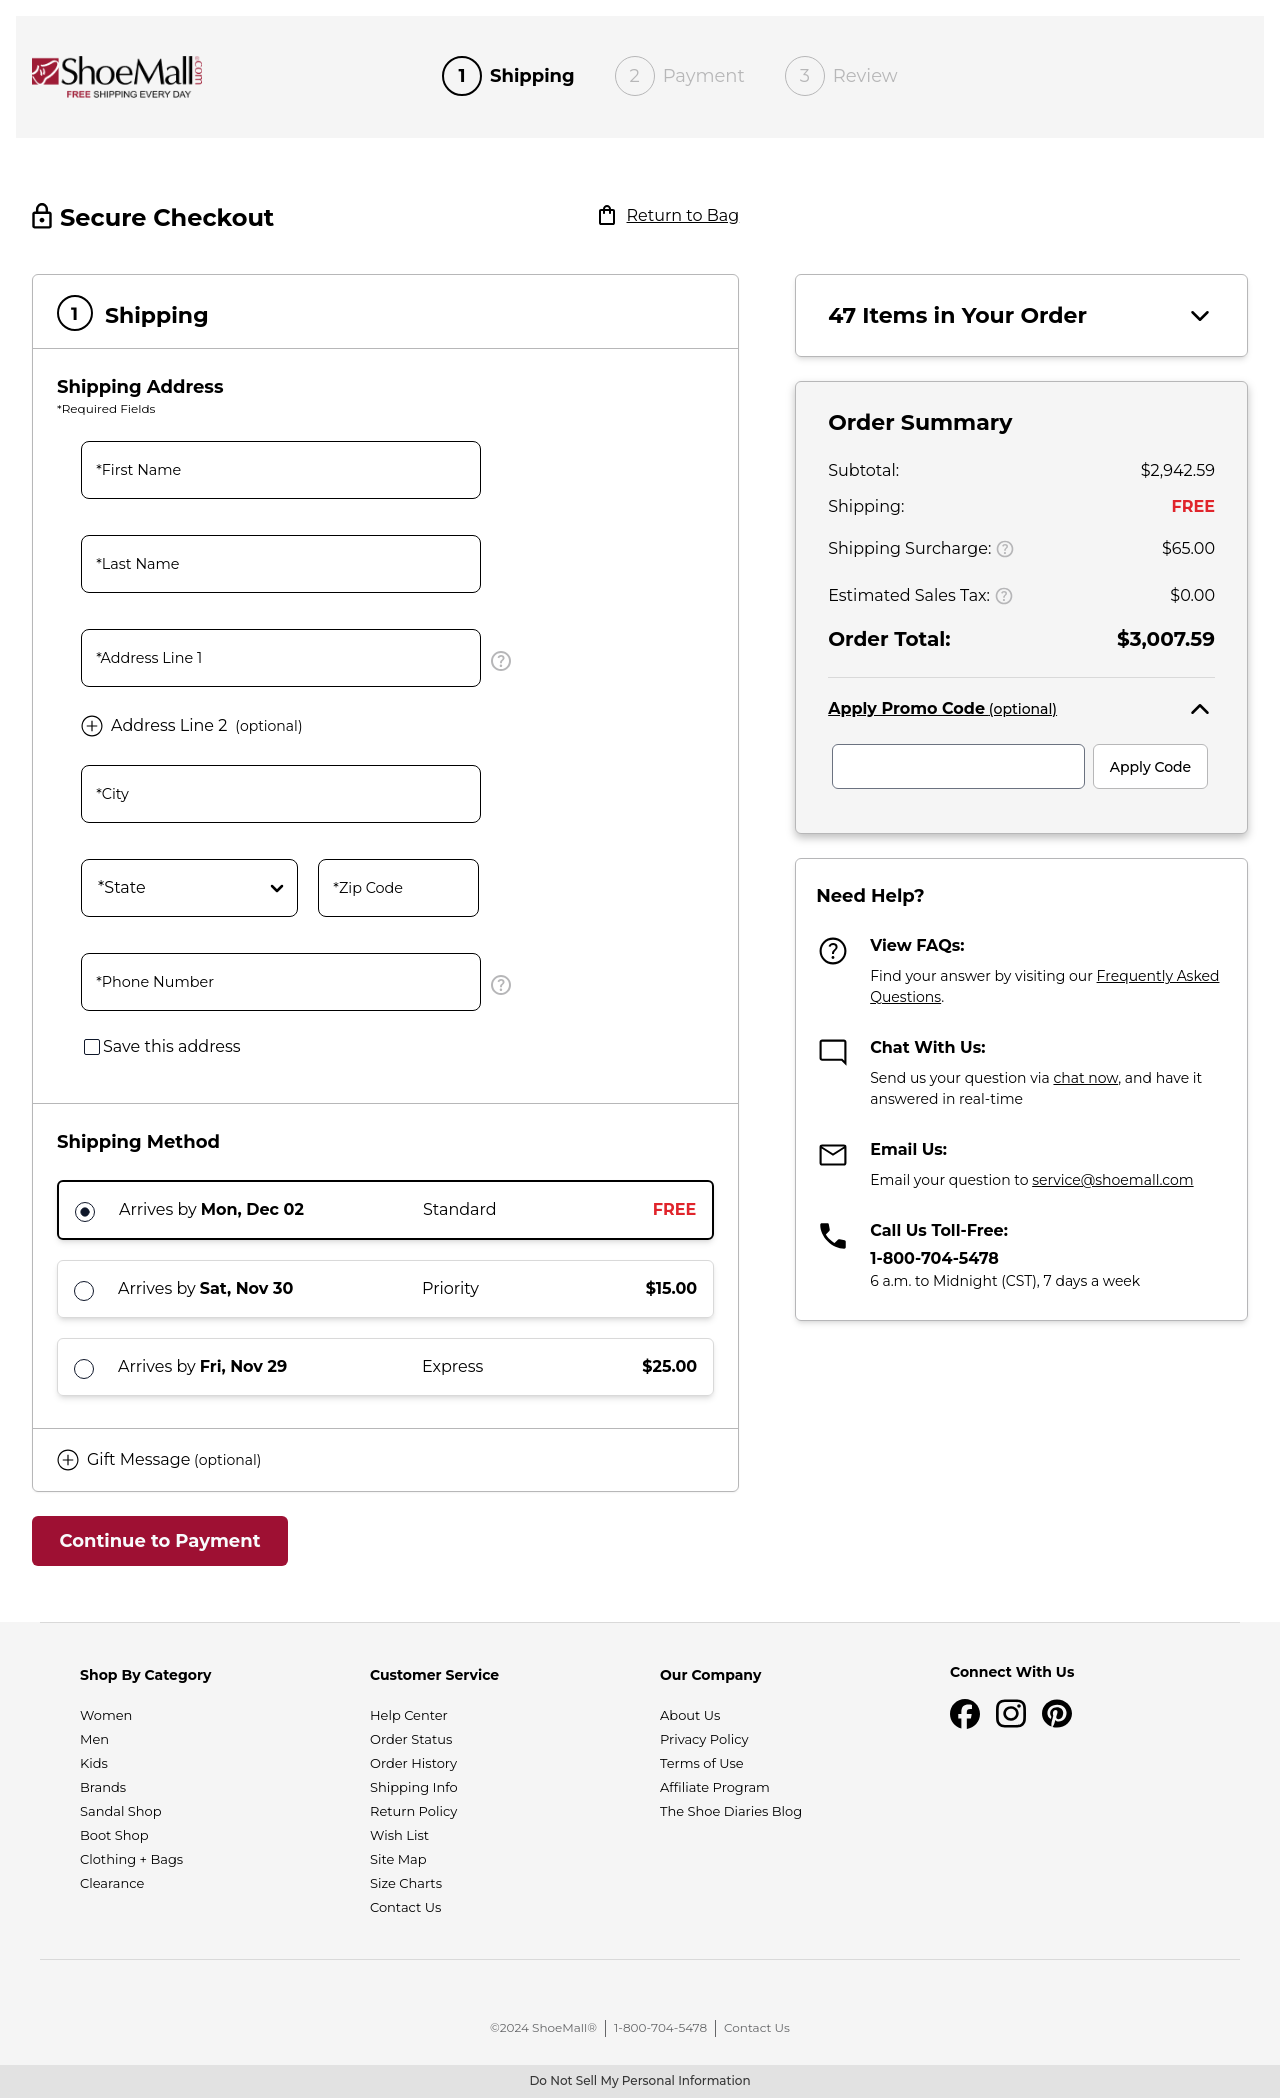 ShoeMall.com
FREE SHIPPING EVERY DAY
1 Shipping
2 Payment
3 Review
Secure Checkout
Return to Bag
1 Shipping
Shipping Address
*Required Fields
*First Name
*Last Name
*Address Line 1
?
Address Line 2 (optional)
*City
*State
*Zip Code
*Phone Number
?
Save this address
Shipping Method
Arrives by Mon, Dec 02 Standard FREE
Arrives by Sat, Nov 30 Priority $15.00
Arrives by Fri, Nov 29 Express $25.00
Gift Message (optional)
Continue to Payment
47 Items in Your Order
Order Summary
Subtotal: $2,942.59
Shipping: FREE
Shipping Surcharge: ? $65.00
Estimated Sales Tax: ? $0.00
Order Total: $3,007.59
Apply Promo Code (optional)
Apply Code
Need Help?
?
View FAQs:
Find your answer by visiting our Frequently Asked
Questions.
Chat With Us:
Send us your question via chat now, and have it
answered in real-time
Email Us:
Email your question to service@shoemall.com
Call Us Toll-Free:
1-800-704-5478
6 a.m. to Midnight (CST), 7 days a week
Shop By Category
Women
Men
Kids
Brands
Sandal Shop
Boot Shop
Clothing + Bags
Clearance
Customer Service
Help Center
Order Status
Order History
Shipping Info
Return Policy
Wish List
Site Map
Size Charts
Contact Us
Our Company
About Us
Privacy Policy
Terms of Use
Affiliate Program
The Shoe Diaries Blog
Connect With Us
©2024 ShoeMall® | 1-800-704-5478 | Contact Us
Do Not Sell My Personal Information